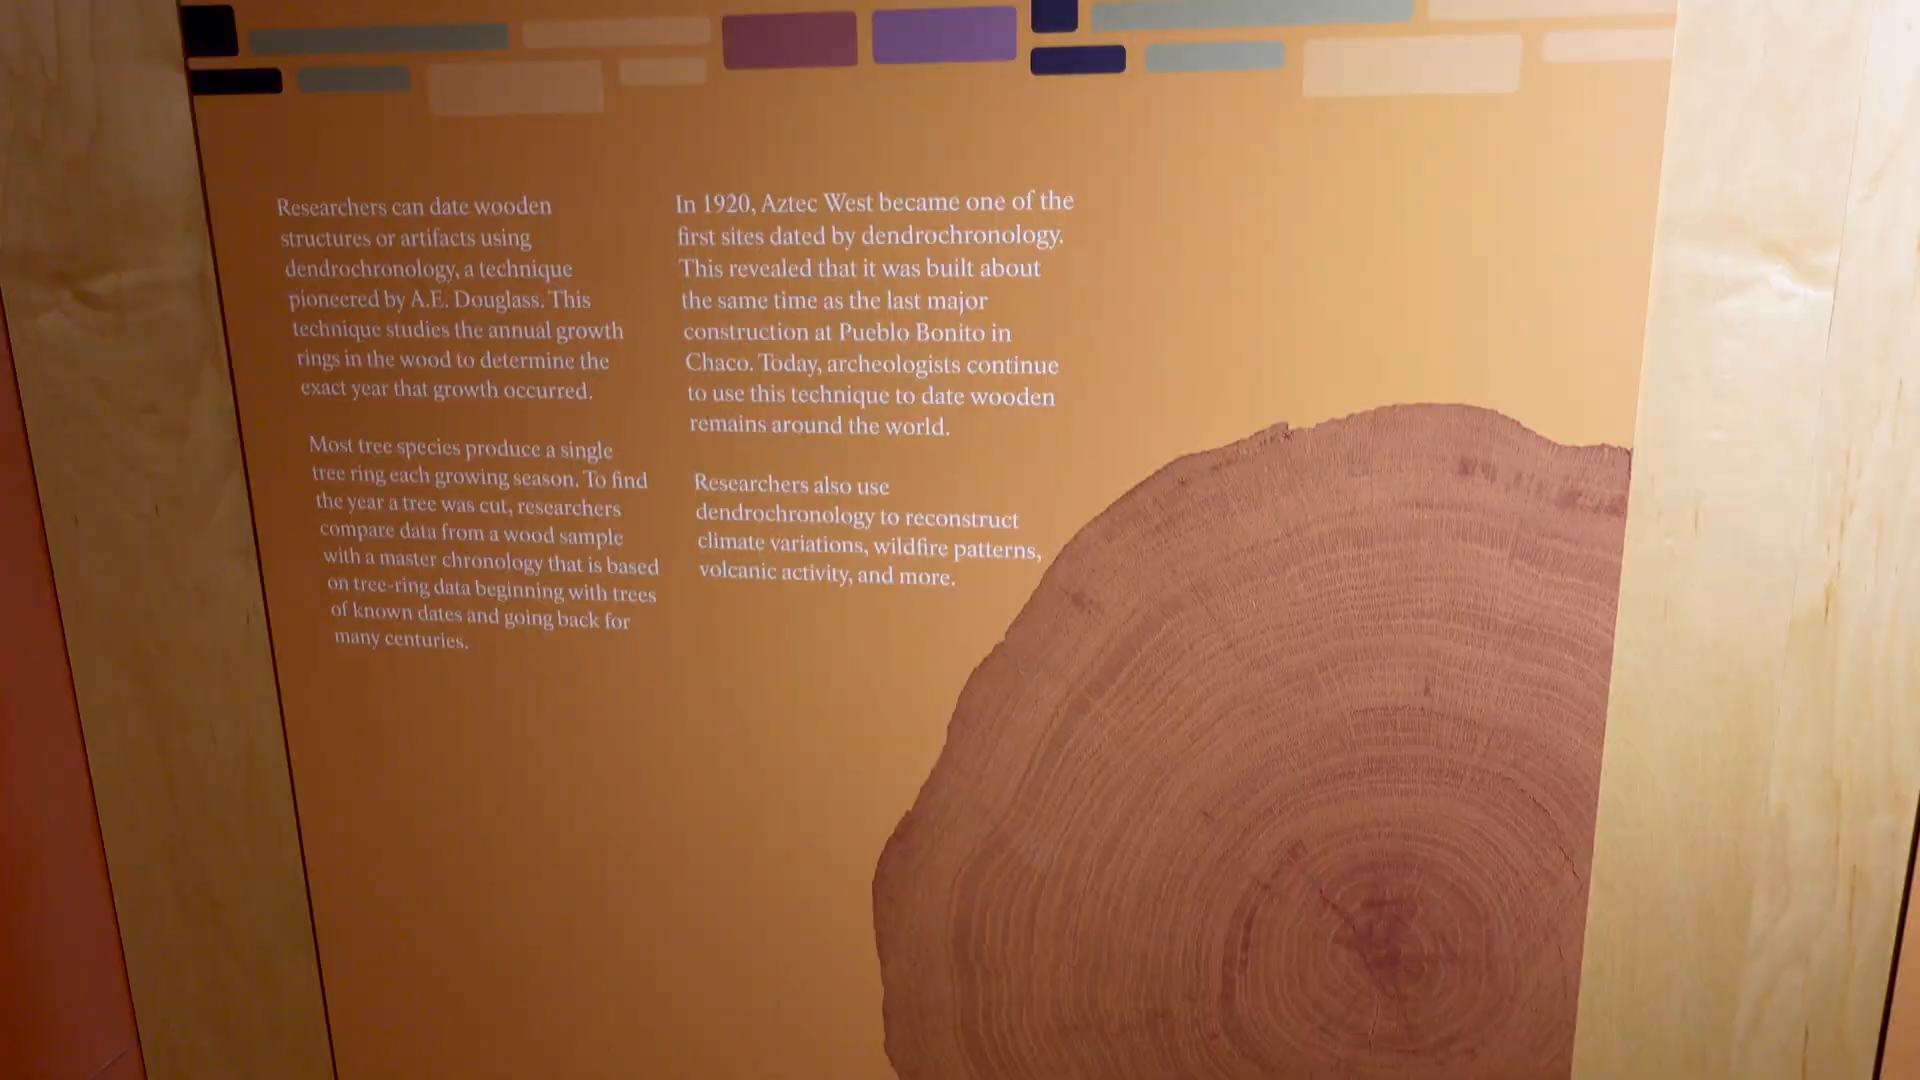 Researchers can date wooden
structures or artifacts using
dendrochronology, a technique
pioneered by A.E. Douglass. This
technique studies the annual growth
rings in the wood to determine the
exact year that growth occurred.
Most tree species produce a single
tree ring each growing season. To find
the year a tree was cut, researchers
compare data from a wood sample
with a master chronology that is based
on tree-ring data beginning with trees
of known dates and going back for
many centuries.
In 1920, Aztec West became one of the
first sites dated by dendrochronology.
This revealed that it was built about
the same time as the last major
construction at Pueblo Bonito in
Chaco. Today, archeologists continue
to use this technique to date wooden
remains around the world.
Researchers also use
dendrochronology to reconstruct
climate variations, wildfire patterns,
volcanic activity, and more.